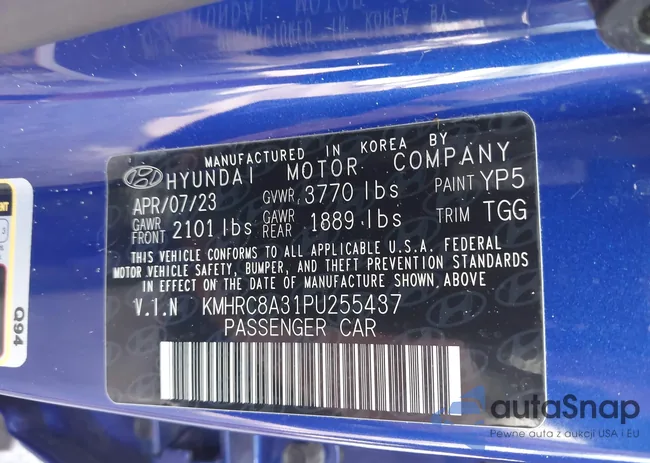 MANUFACTURED IN KOREA BY
HYUNDAI MOTOR COMPANY
APR/07/23 GVWR 3770 lbs PAINT YP5
GAWR FRONT 2101 lbs GAWR REAR 1889 lbs TRIM TGG
THIS VEHICLE CONFORMS TO ALL APPLICABLE U.S.A. FEDERAL
MOTOR VEHICLE SAFETY, BUMPER, AND THEFT PREVENTION STANDARDS
IN EFFECT ON THE DATE OF MANUFACTURE SHOWN ABOVE.
V.I.N KMHRC8A31PU255437
PASSENGER CAR
Q94
autaSnap
Pewne auta z aukcji USA i EU